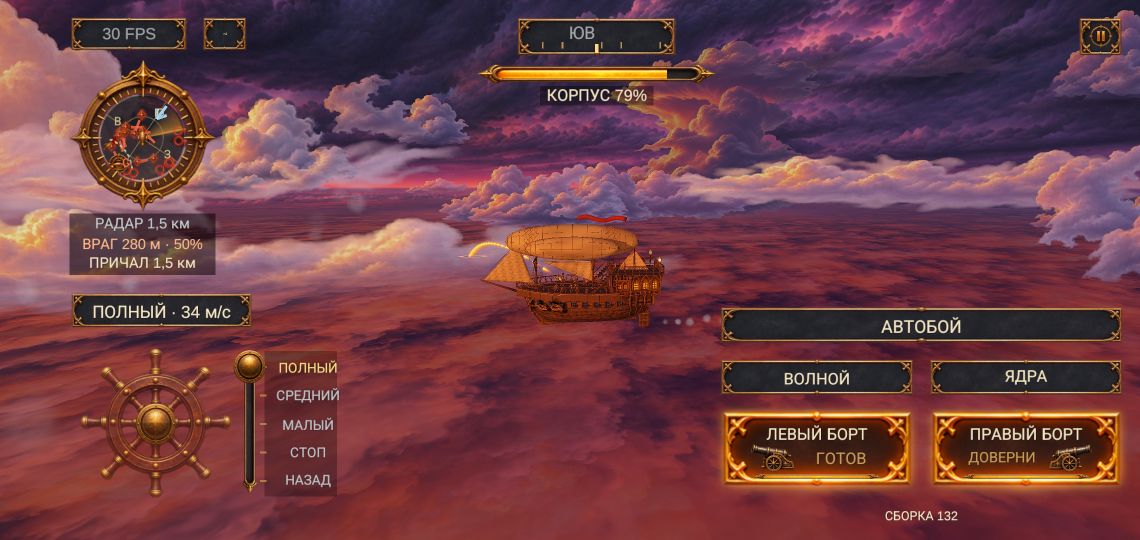 30 FPS
ЮВ
КОРПУС 79%
В
З
РАДАР 1,5 км
ВРАГ 280 м · 50%
ПРИЧАЛ 1,5 км
ПОЛНЫЙ · 34 м/с
ПОЛНЫЙ
СРЕДНИЙ
МАЛЫЙ
СТОП
НАЗАД
АВТОБОЙ
ВОЛНОЙ
ЯДРА
ЛЕВЫЙ БОРТ
ГОТОВ
ПРАВЫЙ БОРТ
ДОВЕРНИ
СБОРКА 132